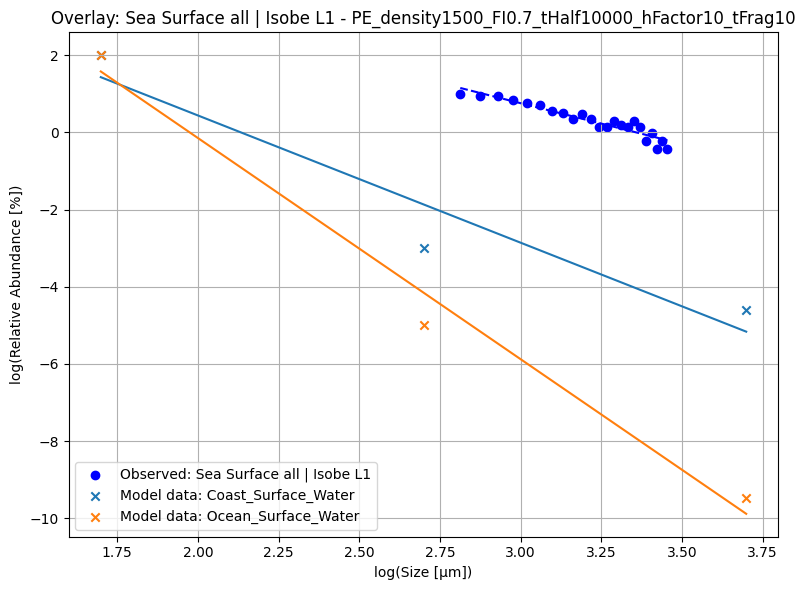 Overlay: Sea Surface all | Isobe L1 - PE_density1500_FI0.7_tHalf10000_hFactor10_tFrag10
log(Relative Abundance [%])
2
0
−2
−4
−6
−8
−10
Observed: Sea Surface all | Isobe L1
Model data: Coast_Surface_Water
Model data: Ocean_Surface_Water
1.75 2.00 2.25 2.50 2.75 3.00 3.25 3.50 3.75
log(Size [µm])